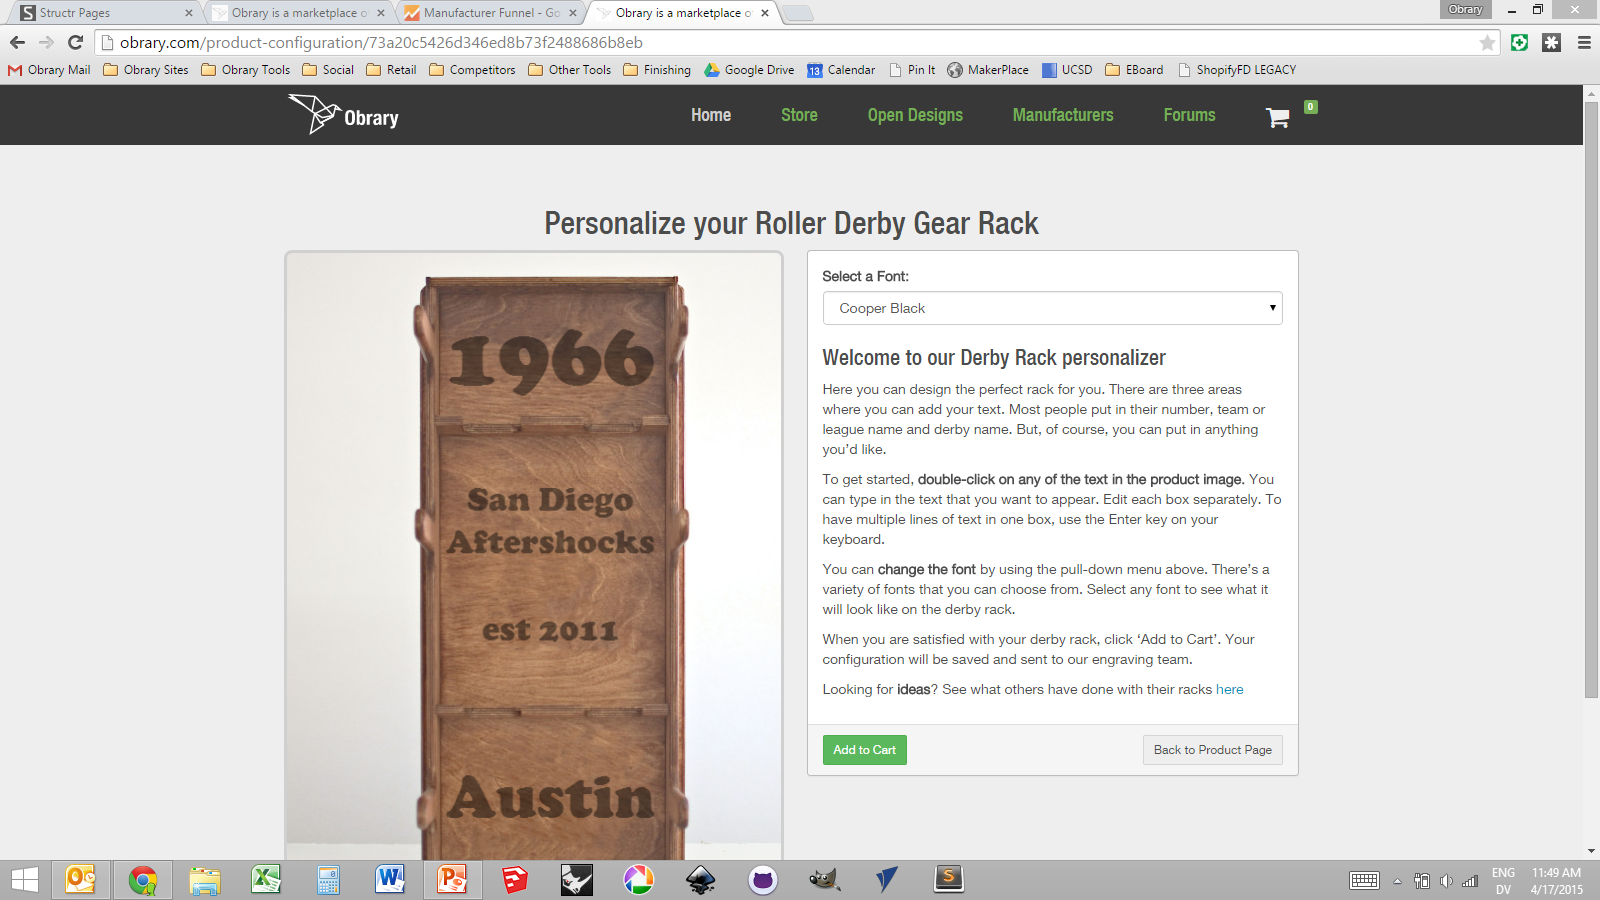 Structr Pages
Obrary is a marketplace o
Manufacturer Funnel - Go
Obrary is a marketplace o
Obrary
obrary.com/product-configuration/73a20c5426d346ed8b73f2488686b8eb
Obrary Mail Obrary Sites Obrary Tools Social Retail Competitors Other Tools Finishing Google Drive 13 Calendar Pin It MakerPlace UCSD EBoard ShopifyFD LEGACY
Obrary Home Store Open Designs Manufacturers Forums 0
Personalize your Roller Derby Gear Rack
1966
San Diego
Aftershocks
est 2011
Austin
Select a Font:
Cooper Black
Welcome to our Derby Rack personalizer
Here you can design the perfect rack for you. There are three areas
where you can add your text. Most people put in their number, team or
league name and derby name. But, of course, you can put in anything
you'd like.
To get started, double-click on any of the text in the product image. You
can type in the text that you want to appear. Edit each box separately. To
have multiple lines of text in one box, use the Enter key on your
keyboard.
You can change the font by using the pull-down menu above. There's a
variety of fonts that you can choose from. Select any font to see what it
will look like on the derby rack.
When you are satisfied with your derby rack, click ‘Add to Cart’. Your
configuration will be saved and sent to our engraving team.
Looking for ideas? See what others have done with their racks here
Add to Cart Back to Product Page
ENG 11:49 AM
DV 4/17/2015